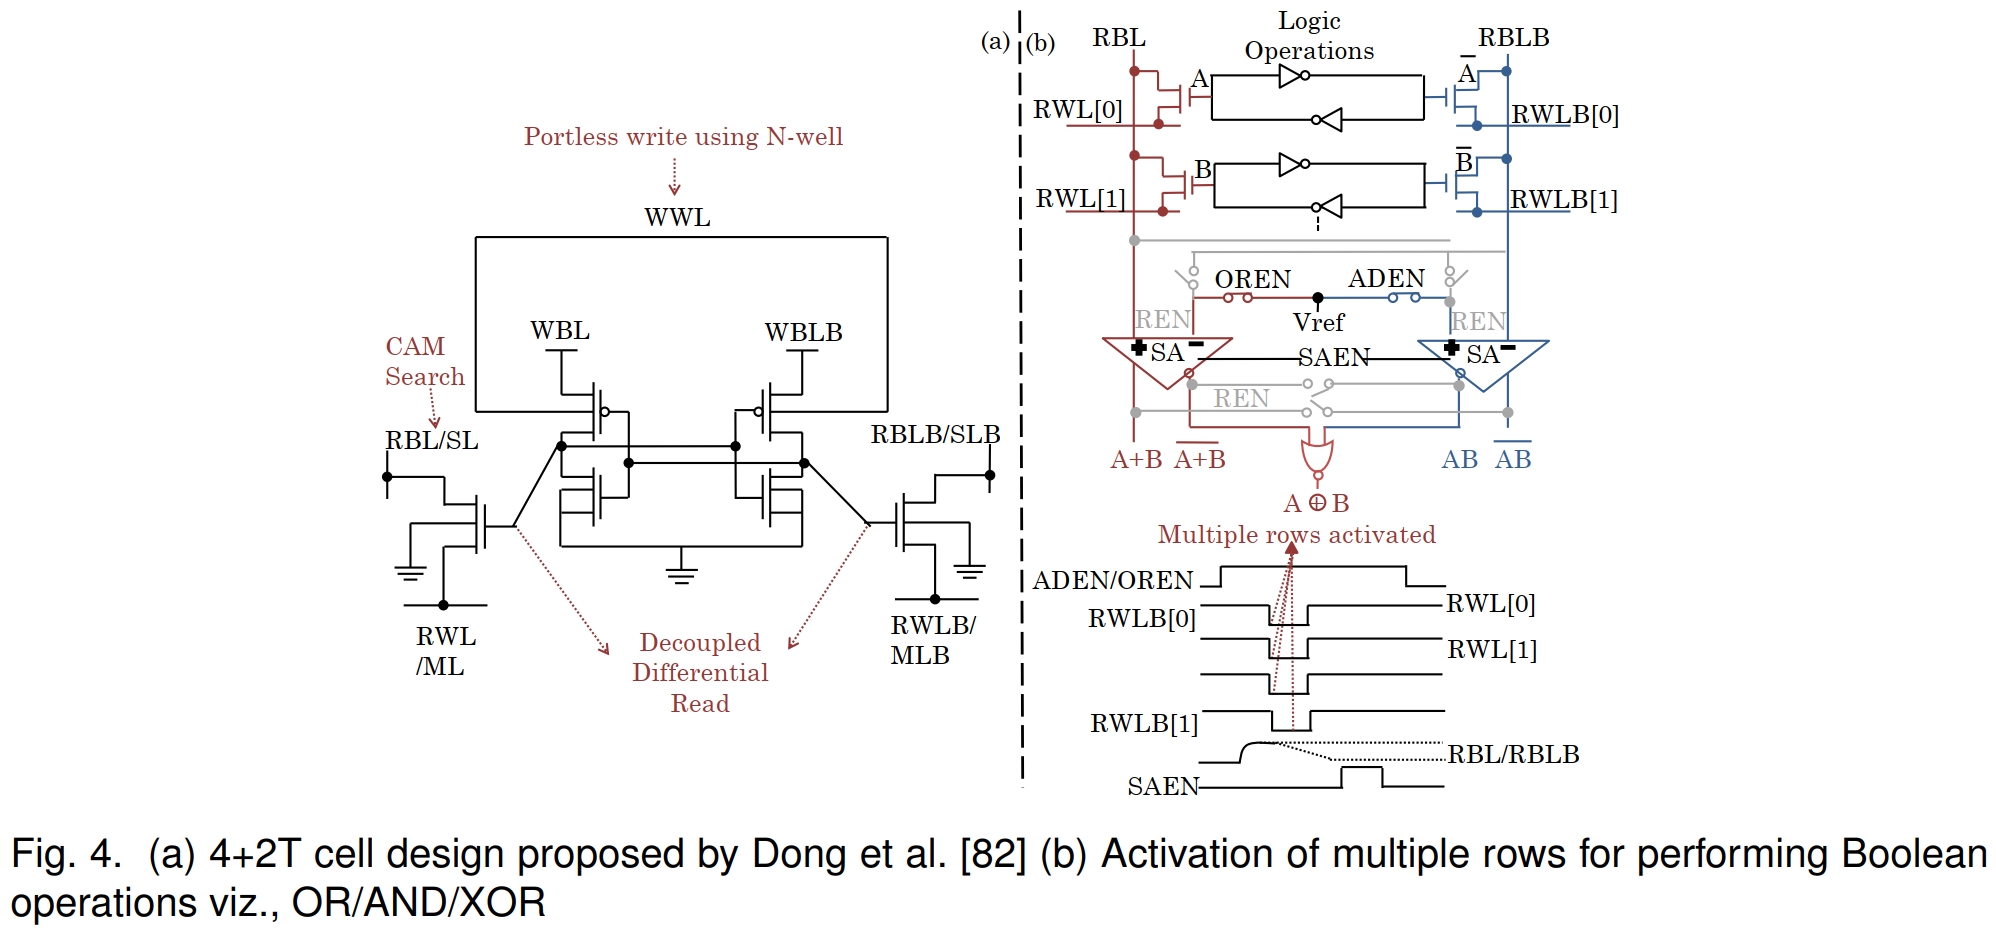 (a)
Portless write using N-well
WWL
WBL
WBLB
CAM
Search
RBL/SL
RBLB/SLB
RWL
/ML
Decoupled
Differential
Read
RWLB/
MLB
(b)
RBL
Logic
Operations
RBLB
A
A̅
RWL[0]
RWLB[0]
B
B̅
RWL[1]
RWLB[1]
OREN
ADEN
REN
Vref
REN
SA
SAEN
SA
REN
A+B
A+B
AB
AB
A ⊕ B
Multiple rows activated
ADEN/OREN
RWLB[0]
RWL[0]
RWL[1]
RWLB[1]
RBL/RBLB
SAEN
Fig. 4. (a) 4+2T cell design proposed by Dong et al. [82] (b) Activation of multiple rows for performing Boolean
operations viz., OR/AND/XOR